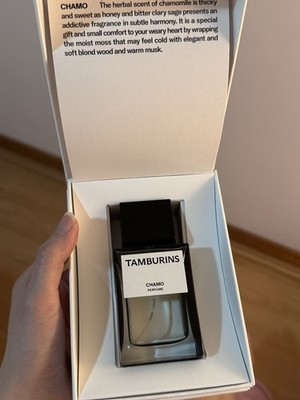 CHAMO The herbal scent of chamomile is thicky
and sweet as honey and bitter clary sage presents an
addictive fragrance in subtle harmony. It is a special
gift and small comfort to your weary heart by wrapping
the moist moss that may feel cold with elegant and
soft blond wood and warm musk.
TAMBURINS
CHAMO
PERFUME